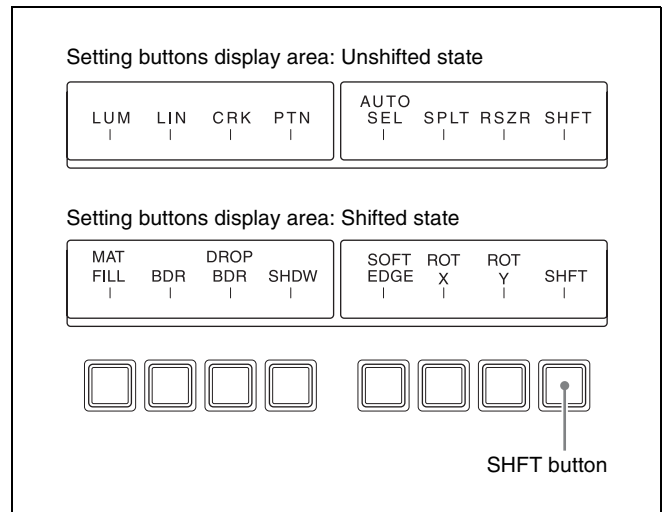 Setting buttons display area: Unshifted state
LUM LIN CRK PTN AUTO SEL SPLT RSZR SHFT
Setting buttons display area: Shifted state
MAT FILL BDR DROP BDR SHDW SOFT EDGE ROT X ROT Y SHFT
SHFT button